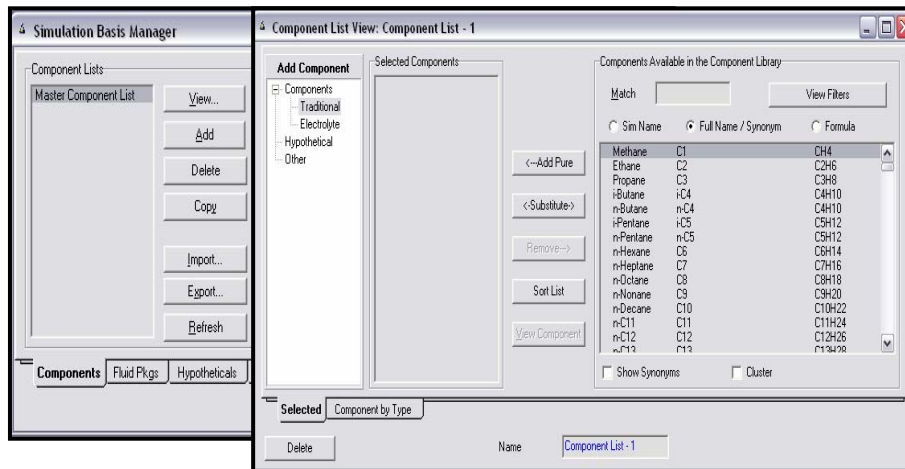 Simulation Basis Manager
Component Lists
Master Component List
View...
Add
Delete
Copy
Import...
Export...
Refresh
Components Fluid Pkgs Hypotheticals
Component List View: Component List - 1
Add Component
Components
Traditional
Electrolyte
Hypothetical
Other
Selected Components
<---Add Pure
<-Substitute->
Remove--->
Sort List
View Component
Components Available in the Component Library
Match
View Filters
Sim Name Full Name / Synonym Formula
Methane C1 CH4
Ethane C2 C2H6
Propane C3 C3H8
i-Butane i-C4 C4H10
n-Butane n-C4 C4H10
i-Pentane i-C5 C5H12
n-Pentane n-C5 C5H12
n-Hexane C6 C6H14
n-Heptane C7 C7H16
n-Octane C8 C8H18
n-Nonane C9 C9H20
n-Decane C10 C10H22
n-C11 C11 C11H24
n-C12 C12 C12H26
n-C13 C13 C13H28
Show Synonyms Cluster
Selected Component by Type
Delete Name Component List - 1